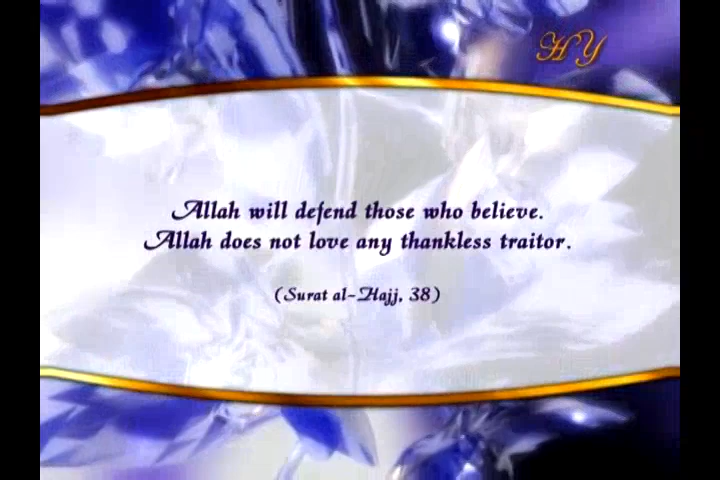 HY
Allah will defend those who believe.
Allah does not love any thankless traitor.
(Surat al-Hajj, 38)